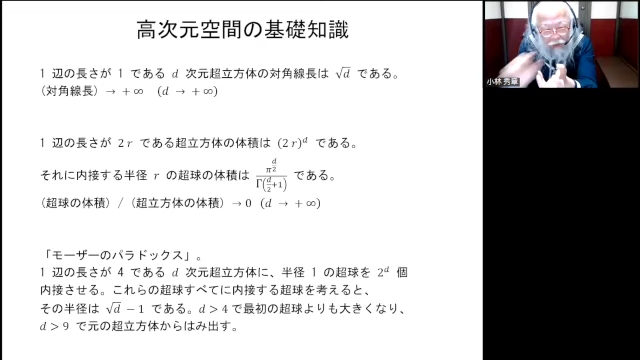 高次元空間の基礎知識
1 辺の長さが 1 である d 次元超立方体の対角線長は √d である。
(対角線長) → +∞ (d → +∞)
1 辺の長さが 2r である超立方体の体積は (2r)^d である。
それに内接する半径 r の超球の体積は π^(d/2) / Γ(d/2+1) である。
(超球の体積) / (超立方体の体積) → 0 (d → +∞)
「モーザーのパラドックス」。
1 辺の長さが 4 である d 次元超立方体に、半径 1 の超球を 2^d 個
内接させる。これらの超球すべてに内接する超球を考えると、
その半径は √d − 1 である。d > 4 で最初の超球よりも大きくなり、
d > 9 で元の超立方体からはみ出す。
小林 秀章